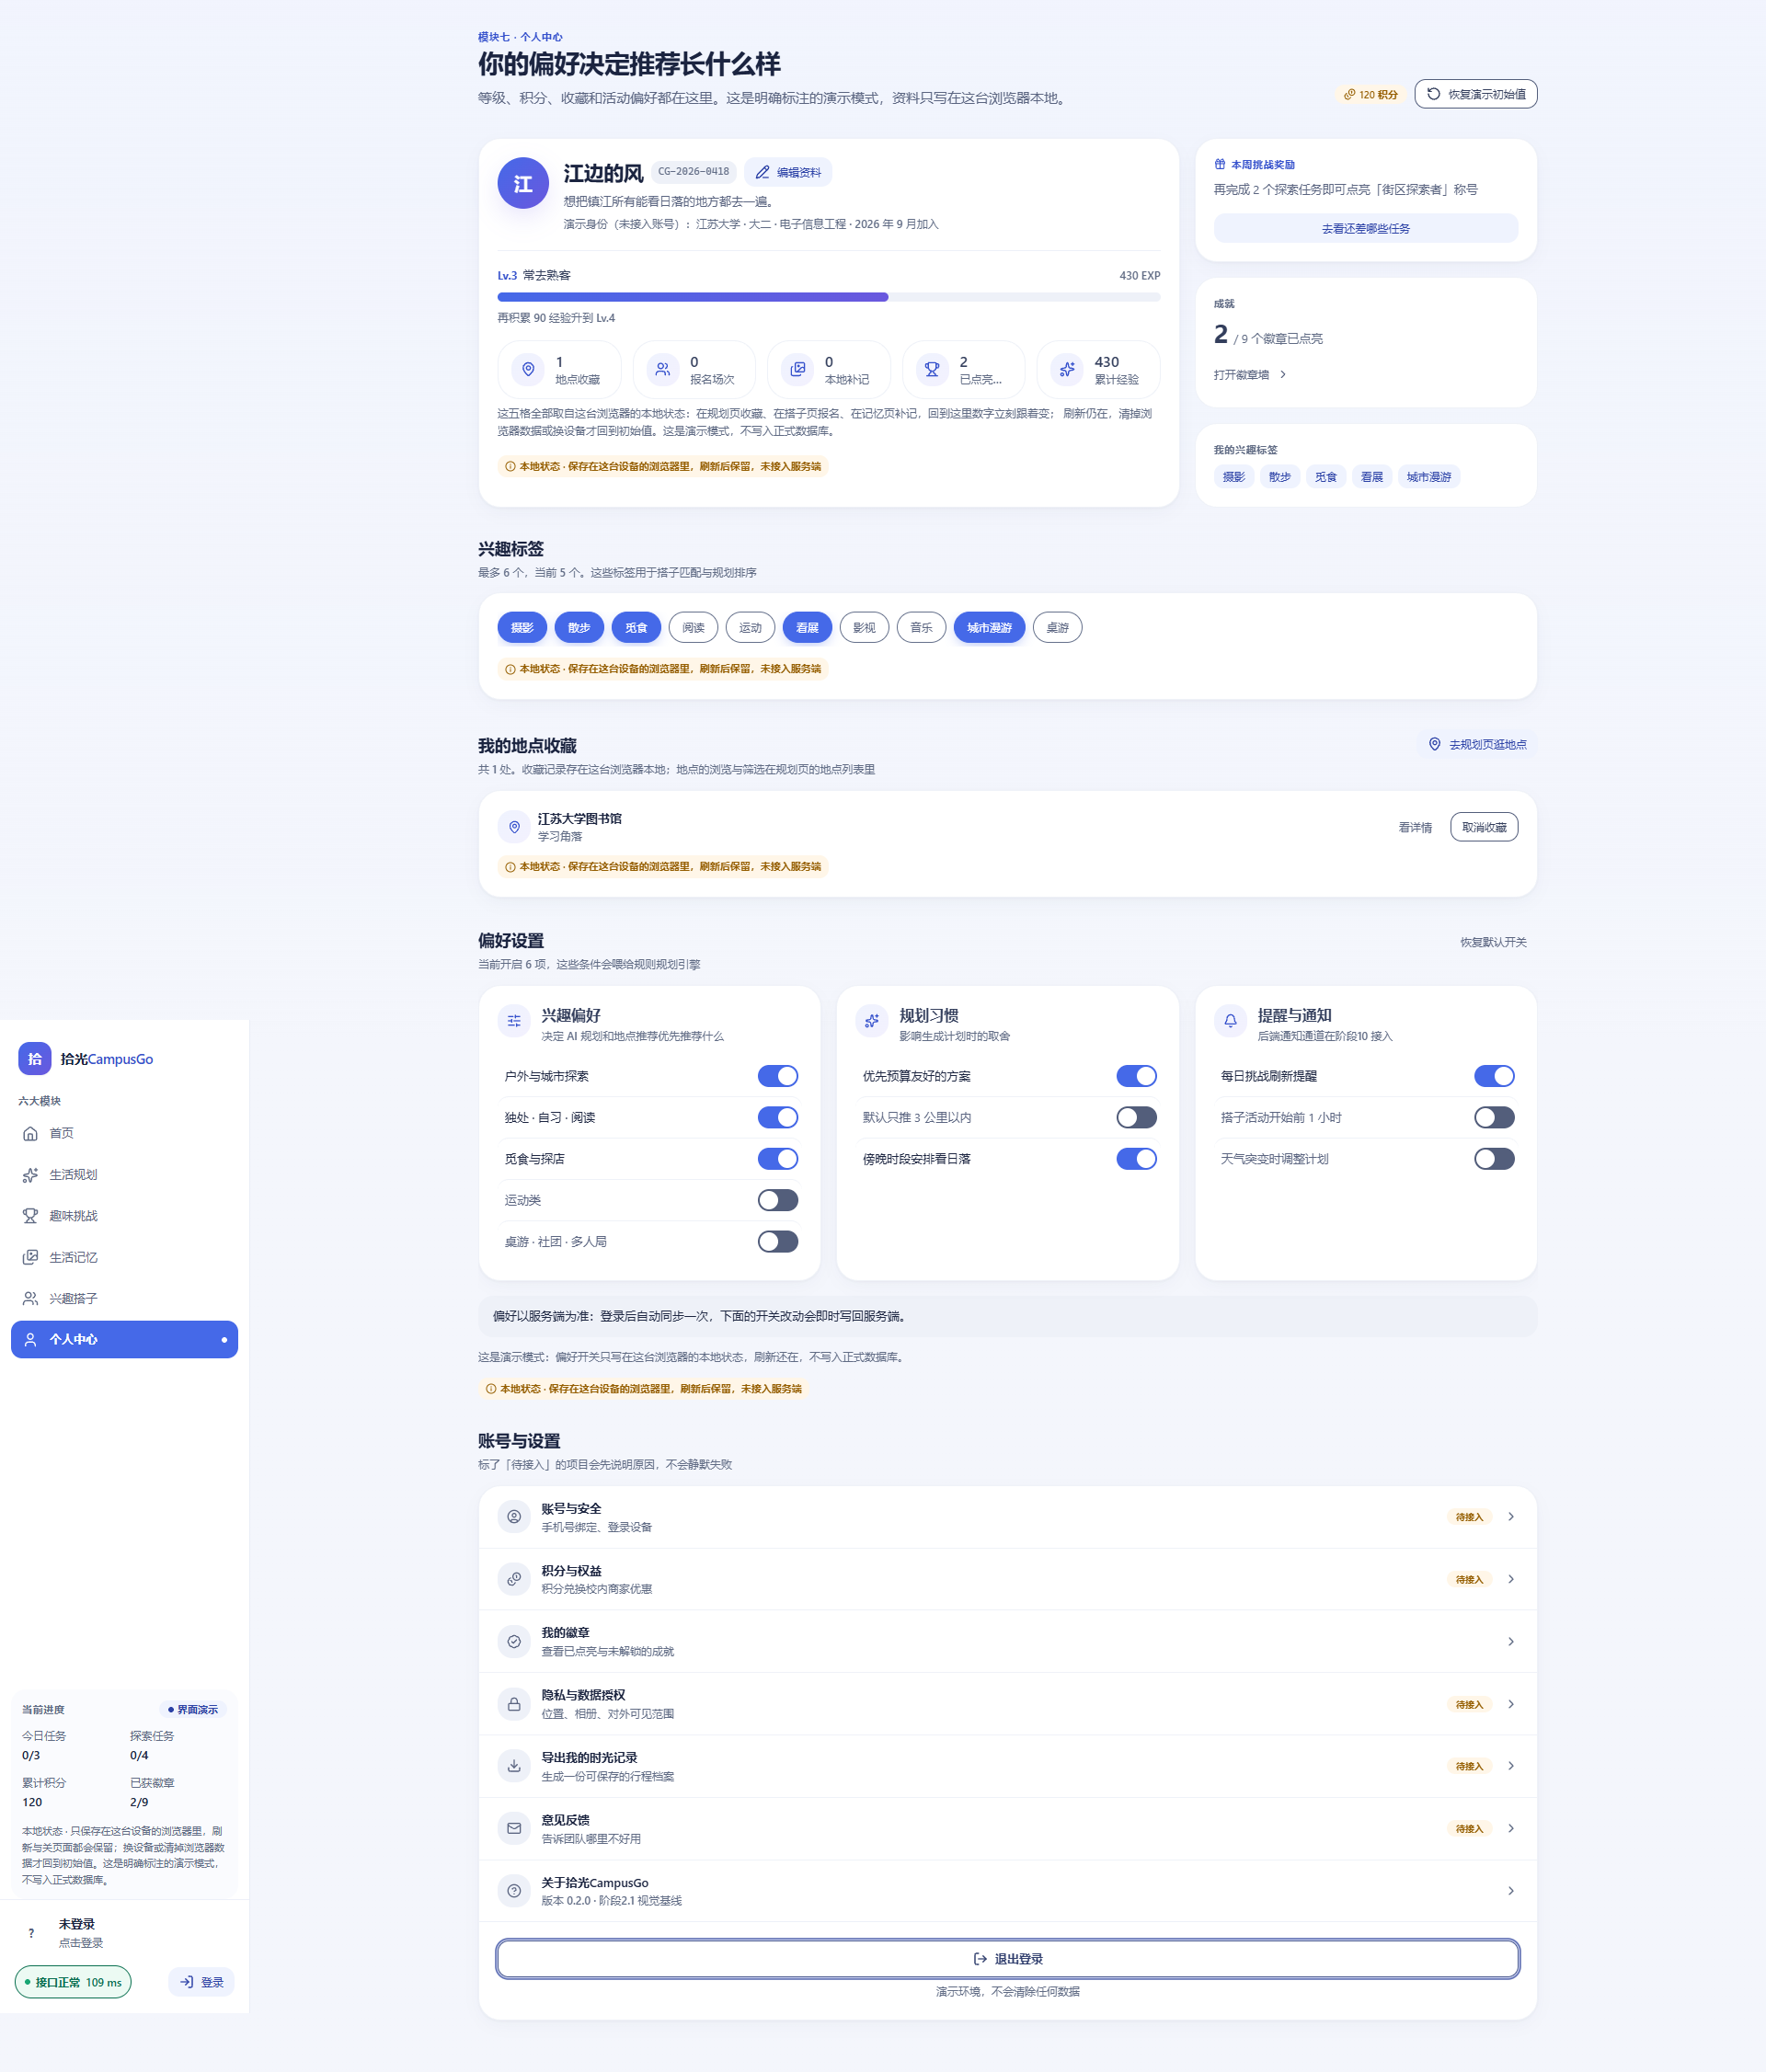 模块七 · 个人中心
你的偏好决定推荐长什么样
等级、积分、收藏和活动偏好都在这里。这是明确标注的演示模式，资料只写在这台浏览器本地。
120 积分
恢复演示初始值
江
江边的风
CG-2026-0418
编辑资料
想把镇江所有能看日落的地方都去一遍。
演示身份（未接入账号）：江苏大学 · 大二 · 电子信息工程 · 2026 年 9 月加入
Lv.3 常去熟客
430 EXP
再积累 90 经验升到 Lv.4
1
地点收藏
0
报名场次
0
本地补记
2
已点亮...
430
累计经验
这五格全部取自这台浏览器的本地状态：在规划页收藏、在搭子页报名、在记忆页补记，回到这里数字立刻跟着变； 刷新仍在，清掉浏
览器数据或换设备才回到初始值。这是演示模式，不写入正式数据库。
本地状态 · 保存在这台设备的浏览器里，刷新后保留，未接入服务端
本周挑战奖励
再完成 2 个探索任务即可点亮「街区探索者」称号
去看还差哪些任务
成就
2 / 9 个徽章已点亮
打开徽章墙
我的兴趣标签
摄影
散步
觅食
看展
城市漫游
兴趣标签
最多 6 个，当前 5 个。这些标签用于搭子匹配与规划排序
摄影
散步
觅食
阅读
运动
看展
影视
音乐
城市漫游
桌游
本地状态 · 保存在这台设备的浏览器里，刷新后保留，未接入服务端
我的地点收藏
去规划页逛地点
共 1 处。收藏记录存在这台浏览器本地；地点的浏览与筛选在规划页的地点列表里
江苏大学图书馆
学习角落
看详情
取消收藏
本地状态 · 保存在这台设备的浏览器里，刷新后保留，未接入服务端
偏好设置
恢复默认开关
当前开启 6 项，这些条件会喂给规则规划引擎
兴趣偏好
决定 AI 规划和地点推荐优先推荐什么
户外与城市探索
独处 · 自习 · 阅读
觅食与探店
运动类
桌游 · 社团 · 多人局
规划习惯
影响生成计划时的取舍
优先预算友好的方案
默认只推 3 公里以内
傍晚时段安排看日落
提醒与通知
后端通知通道在阶段10 接入
每日挑战刷新提醒
搭子活动开始前 1 小时
天气突变时调整计划
偏好以服务端为准：登录后自动同步一次，下面的开关改动会即时写回服务端。
这是演示模式：偏好开关只写在这台浏览器的本地状态，刷新还在，不写入正式数据库。
本地状态 · 保存在这台设备的浏览器里，刷新后保留，未接入服务端
账号与设置
标了「待接入」的项目会先说明原因，不会静默失败
账号与安全
手机号绑定、登录设备
待接入
积分与权益
积分兑换校内商家优惠
待接入
我的徽章
查看已点亮与未解锁的成就
隐私与数据授权
位置、相册、对外可见范围
待接入
导出我的时光记录
生成一份可保存的行程档案
待接入
意见反馈
告诉团队哪里不好用
待接入
关于拾光CampusGo
版本 0.2.0 · 阶段2.1 视觉基线
退出登录
演示环境，不会清除任何数据
拾
拾光CampusGo
六大模块
首页
生活规划
趣味挑战
生活记忆
兴趣搭子
个人中心
当前进度
界面演示
今日任务
0/3
探索任务
0/4
累计积分
120
已获徽章
2/9
本地状态 · 只保存在这台设备的浏览器里，刷
新与关页面都会保留；换设备或清掉浏览器数
据才回到初始值。这是明确标注的演示模式，
不写入正式数据库。
?
未登录
点击登录
接口正常 109 ms
登录